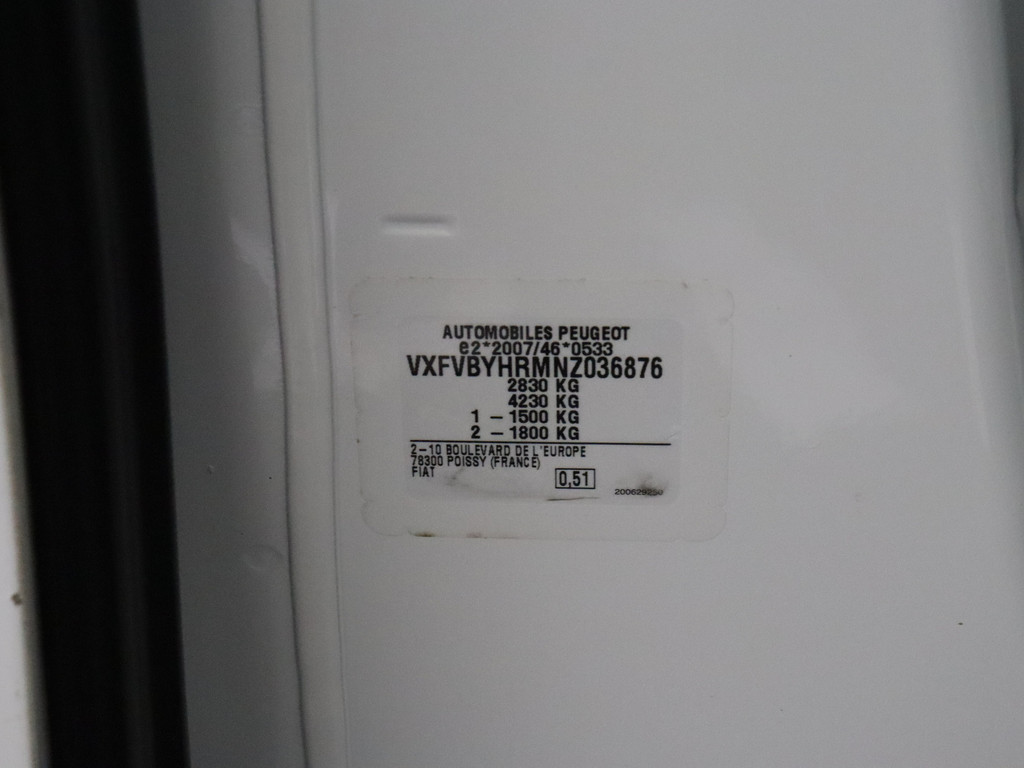 AUTOMOBILES PEUGEOT
e2*2007/46*0533
VXFVBYHRMNZ036876
2830 KG
4230 KG
1 – 1500 KG
2 – 1800 KG
2–10 BOULEVARD DE L'EUROPE
78300 POISSY (FRANCE)
FIAT
0,51